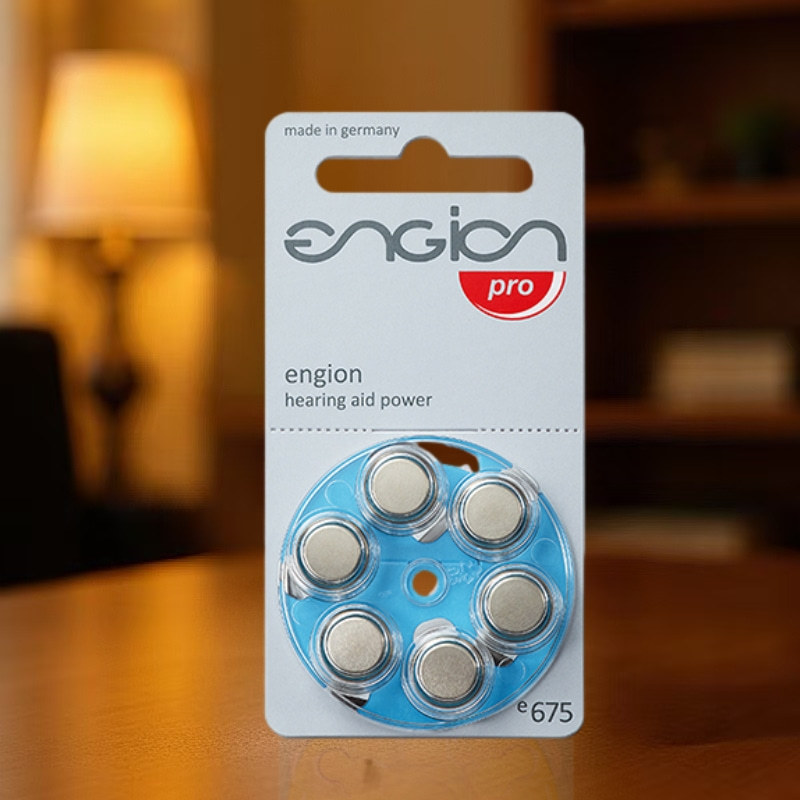 made in germany
engion
pro
engion
hearing aid power
e675